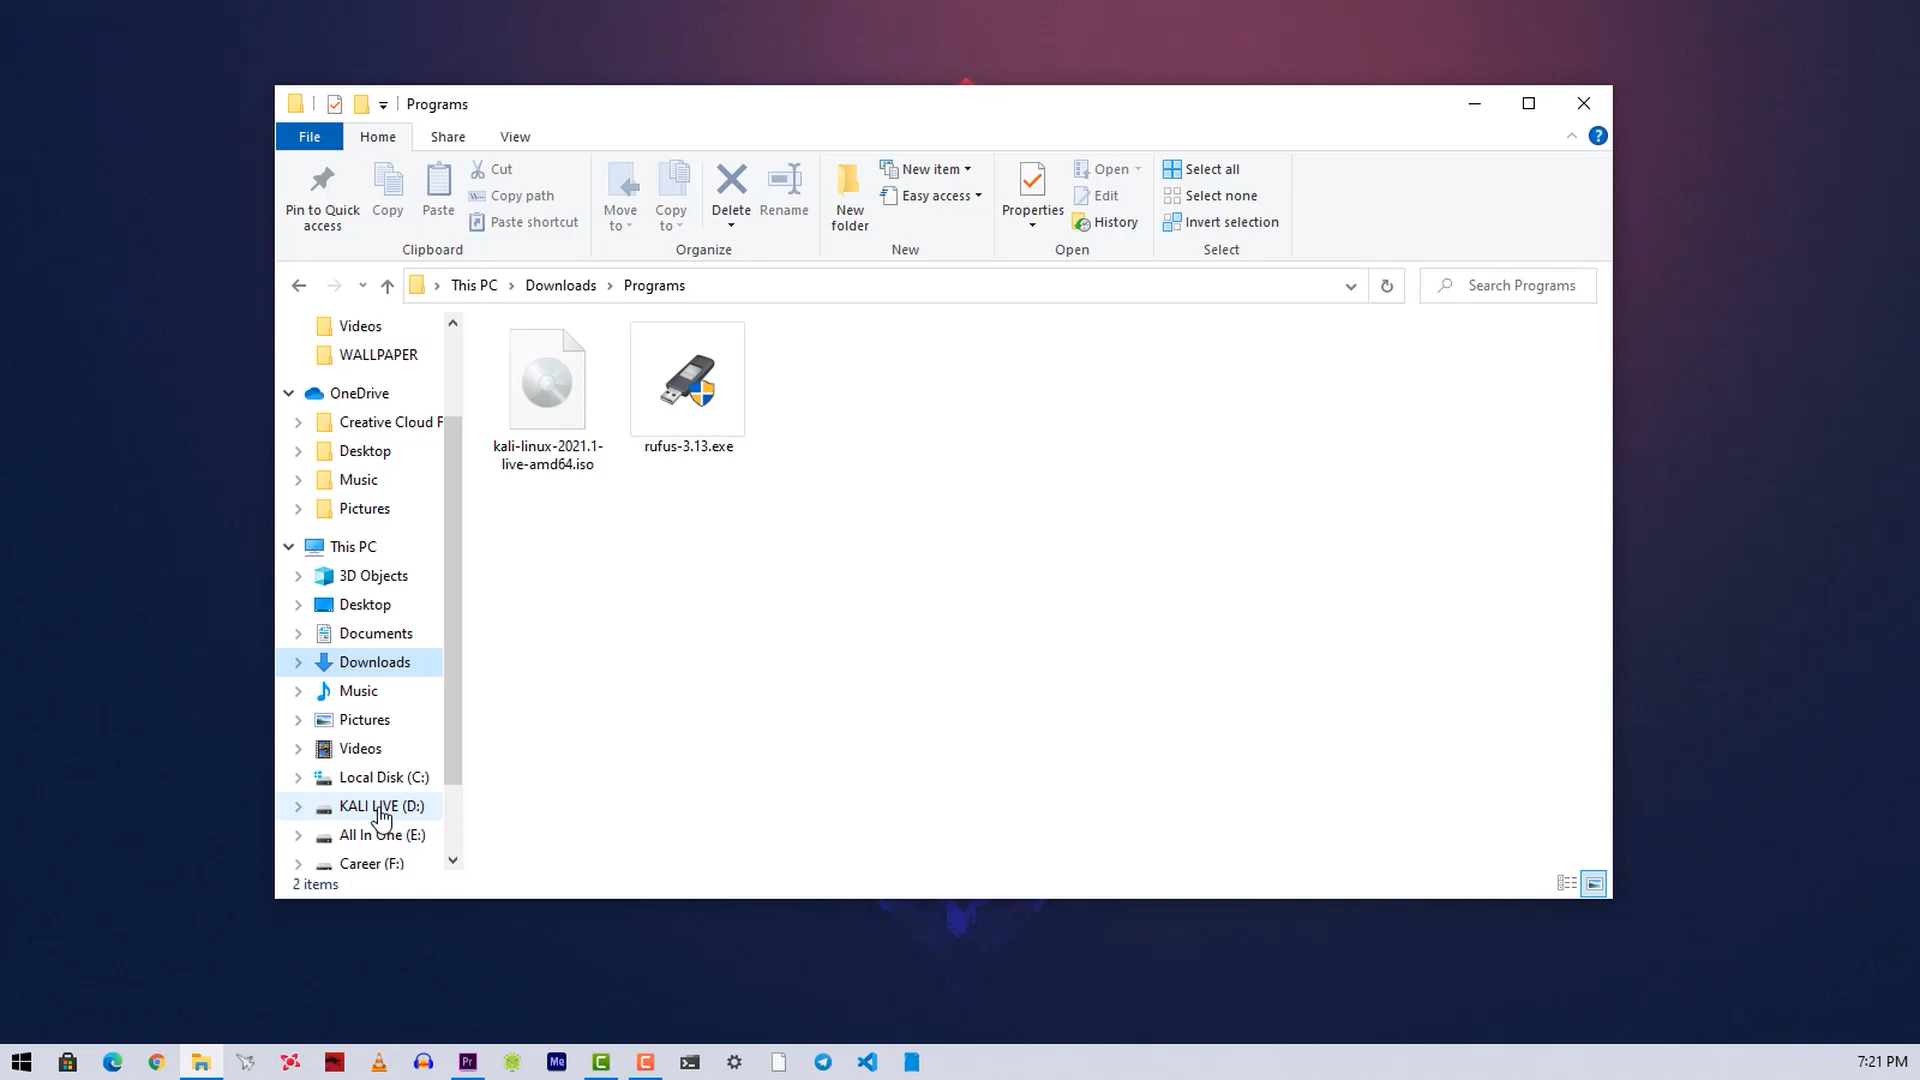 Programs
File Home Share View
Pin to Quick access
Copy
Paste
Cut
Copy path
Paste shortcut
Clipboard
Move to
Copy to
Delete
Rename
Organize
New folder
New item
Easy access
New
Properties
Open
Edit
History
Open
Select all
Select none
Invert selection
Select
This PC > Downloads > Programs
Search Programs
Videos
WALLPAPER
OneDrive
Creative Cloud F
Desktop
Music
Pictures
This PC
3D Objects
Desktop
Documents
Downloads
Music
Pictures
Videos
Local Disk (C:)
KALI LIVE (D:)
All In One (E:)
Career (F:)
kali-linux-2021.1-
live-amd64.iso
rufus-3.13.exe
2 items
Pr
Me
7:21 PM